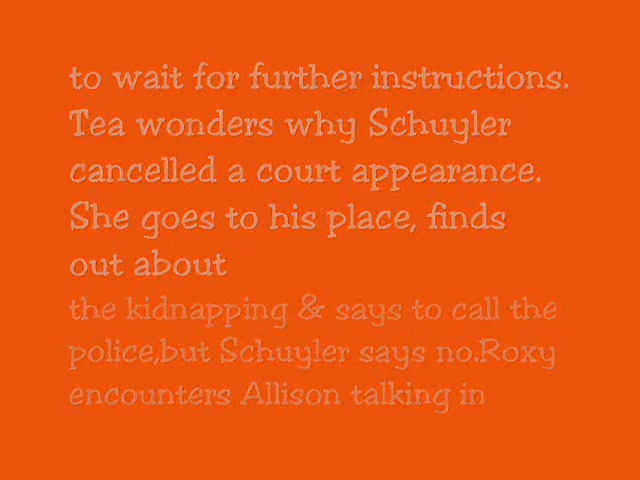 to wait for further instructions.
Tea wonders why Schuyler
cancelled a court appearance.
She goes to his place, finds
out about
the kidnapping & says to call the
police,but Schuyler says no.Roxy
encounters Allison talking in